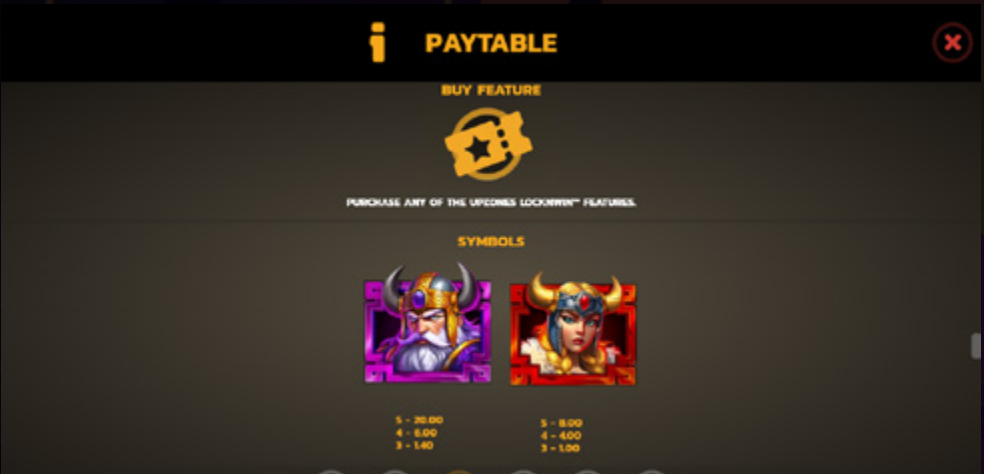 PAYTABLE
BUY FEATURE
PURCHASE ANY OF THE UPZONES LOCKNWIN™ FEATURES.
SYMBOLS
5 - 20.00
4 - 6.00
3 - 1.40
5 - 8.00
4 - 4.00
3 - 1.00